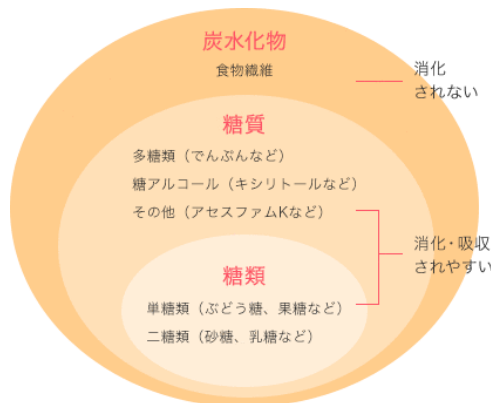 炭水化物
食物繊維
消化
されない
糖質
多糖類（でんぷんなど）
糖アルコール（キシリトールなど）
その他（アセスファムKなど）
消化・吸収
されやすい
糖類
単糖類（ぶどう糖、果糖など）
二糖類（砂糖、乳糖など）